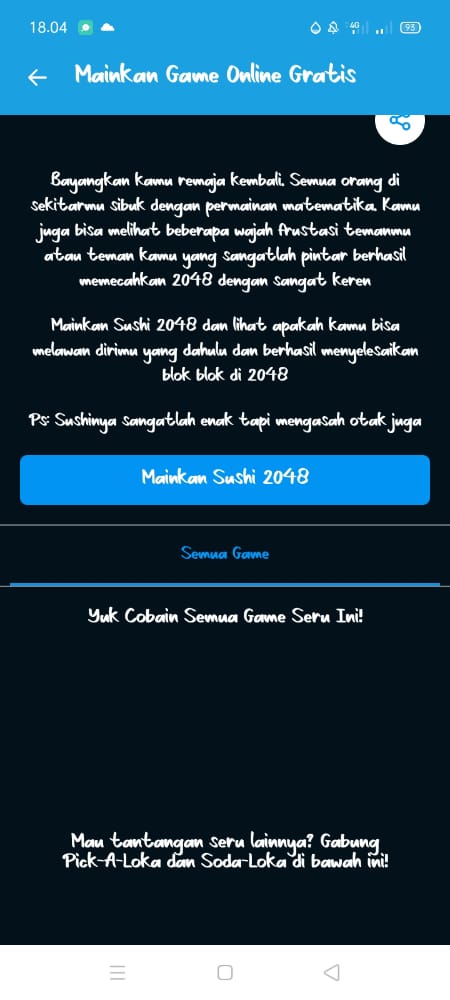 18.04
4G
93
Mainkan Game Online Gratis
Bayangkan kamu remaja kembali. Semua orang di
sekitarmu sibuk dengan permainan matematika. Kamu
juga bisa melihat beberapa wajah frustasi temanmu
atau teman kamu yang sangatlah pintar berhasil
memecahkan 2048 dengan sangat keren
Mainkan Sushi 2048 dan lihat apakah kamu bisa
melawan dirimu yang dahulu dan berhasil menyelesaikan
blok blok di 2048
Ps: Sushinya sangatlah enak tapi mengasah otak juga
Mainkan Sushi 2048
Semua Game
Yuk Cobain Semua Game Seru Ini!
Mau tantangan seru lainnya? Gabung
Pick-A-Loka dan Soda-Loka di bawah ini!